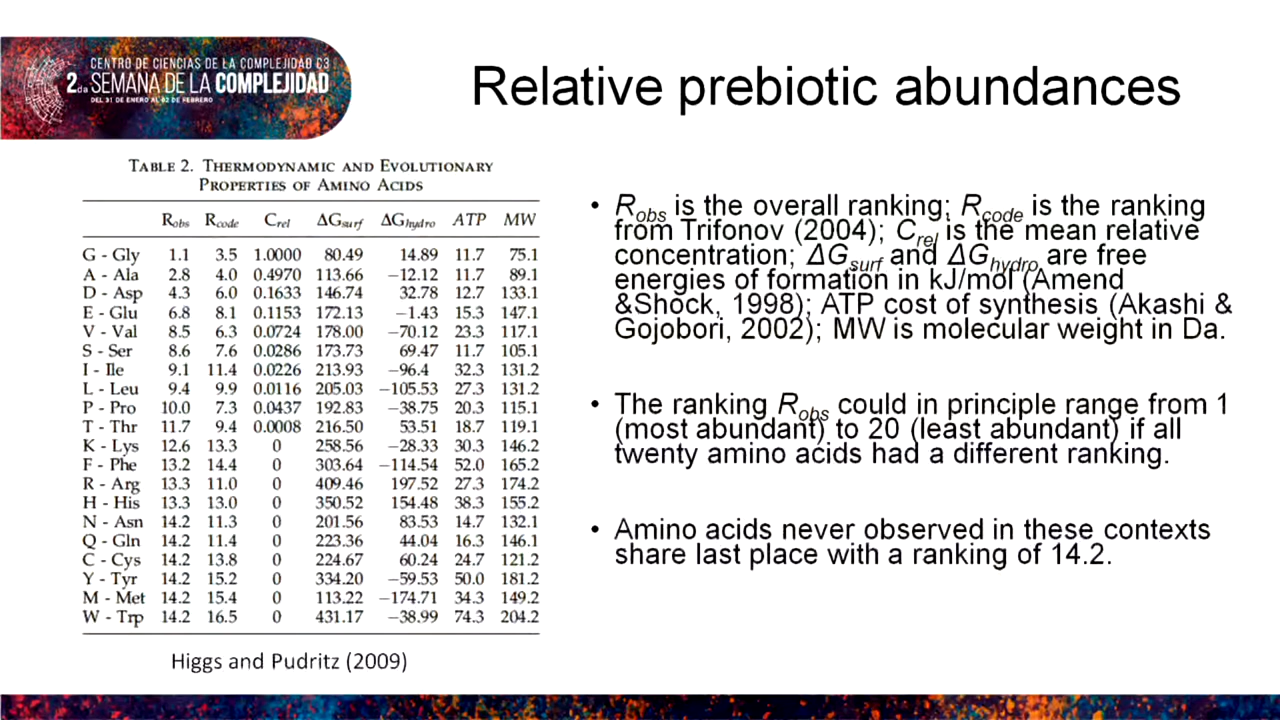 CENTRO DE CIENCIAS DE LA COMPLEJIDAD C3
2.da SEMANA DE LA COMPLEJIDAD
DEL 31 DE ENERO AL 02 DE FEBRERO
Relative prebiotic abundances
TABLE 2. THERMODYNAMIC AND EVOLUTIONARY
PROPERTIES OF AMINO ACIDS
Robs Rcode Crel ΔGsurf ΔGhydro ATP MW
G - Gly 1.1 3.5 1.0000 80.49 14.89 11.7 75.1
A - Ala 2.8 4.0 0.4970 113.66 −12.12 11.7 89.1
D - Asp 4.3 6.0 0.1633 146.74 32.78 12.7 133.1
E - Glu 6.8 8.1 0.1153 172.13 −1.43 15.3 147.1
V - Val 8.5 6.3 0.0724 178.00 −70.12 23.3 117.1
S - Ser 8.6 7.6 0.0286 173.73 69.47 11.7 105.1
I - Ile 9.1 11.4 0.0226 213.93 −96.4 32.3 131.2
L - Leu 9.4 9.9 0.0116 205.03 −105.53 27.3 131.2
P - Pro 10.0 7.3 0.0437 192.83 −38.75 20.3 115.1
T - Thr 11.7 9.4 0.0008 216.50 53.51 18.7 119.1
K - Lys 12.6 13.3 0 258.56 −28.33 30.3 146.2
F - Phe 13.2 14.4 0 303.64 −114.54 52.0 165.2
R - Arg 13.3 11.0 0 409.46 197.52 27.3 174.2
H - His 13.3 13.0 0 350.52 154.48 38.3 155.2
N - Asn 14.2 11.3 0 201.56 83.53 14.7 132.1
Q - Gln 14.2 11.4 0 223.36 44.04 16.3 146.1
C - Cys 14.2 13.8 0 224.67 60.24 24.7 121.2
Y - Tyr 14.2 15.2 0 334.20 −59.53 50.0 181.2
M - Met 14.2 15.4 0 113.22 −174.71 34.3 149.2
W - Trp 14.2 16.5 0 431.17 −38.99 74.3 204.2
Higgs and Pudritz (2009)
• Robs is the overall ranking; Rcode is the ranking
from Trifonov (2004); Crel is the mean relative
concentration; ΔGsurf and ΔGhydro are free
energies of formation in kJ/mol (Amend
&Shock, 1998); ATP cost of synthesis (Akashi &
Gojobori, 2002); MW is molecular weight in Da.
• The ranking Robs could in principle range from 1
(most abundant) to 20 (least abundant) if all
twenty amino acids had a different ranking.
• Amino acids never observed in these contexts
share last place with a ranking of 14.2.